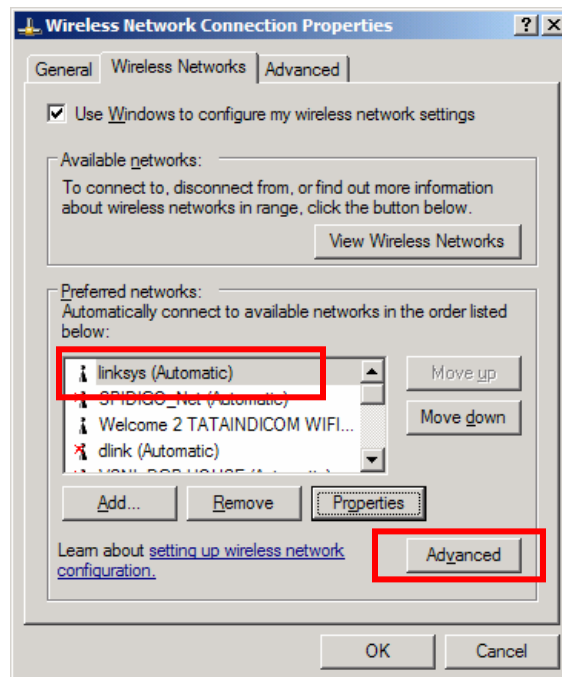 Wireless Network Connection Properties
General Wireless Networks Advanced
Use Windows to configure my wireless network settings
Available networks:
To connect to, disconnect from, or find out more information
about wireless networks in range, click the button below.
View Wireless Networks
Preferred networks:
Automatically connect to available networks in the order listed
below:
linksys (Automatic)
Move up
(Automatic)
Welcome 2 TATAINDICOM WIFI...
Move down
dlink (Automatic)
Add... Remove Properties
Learn about setting up wireless network
configuration.
Advanced
OK Cancel